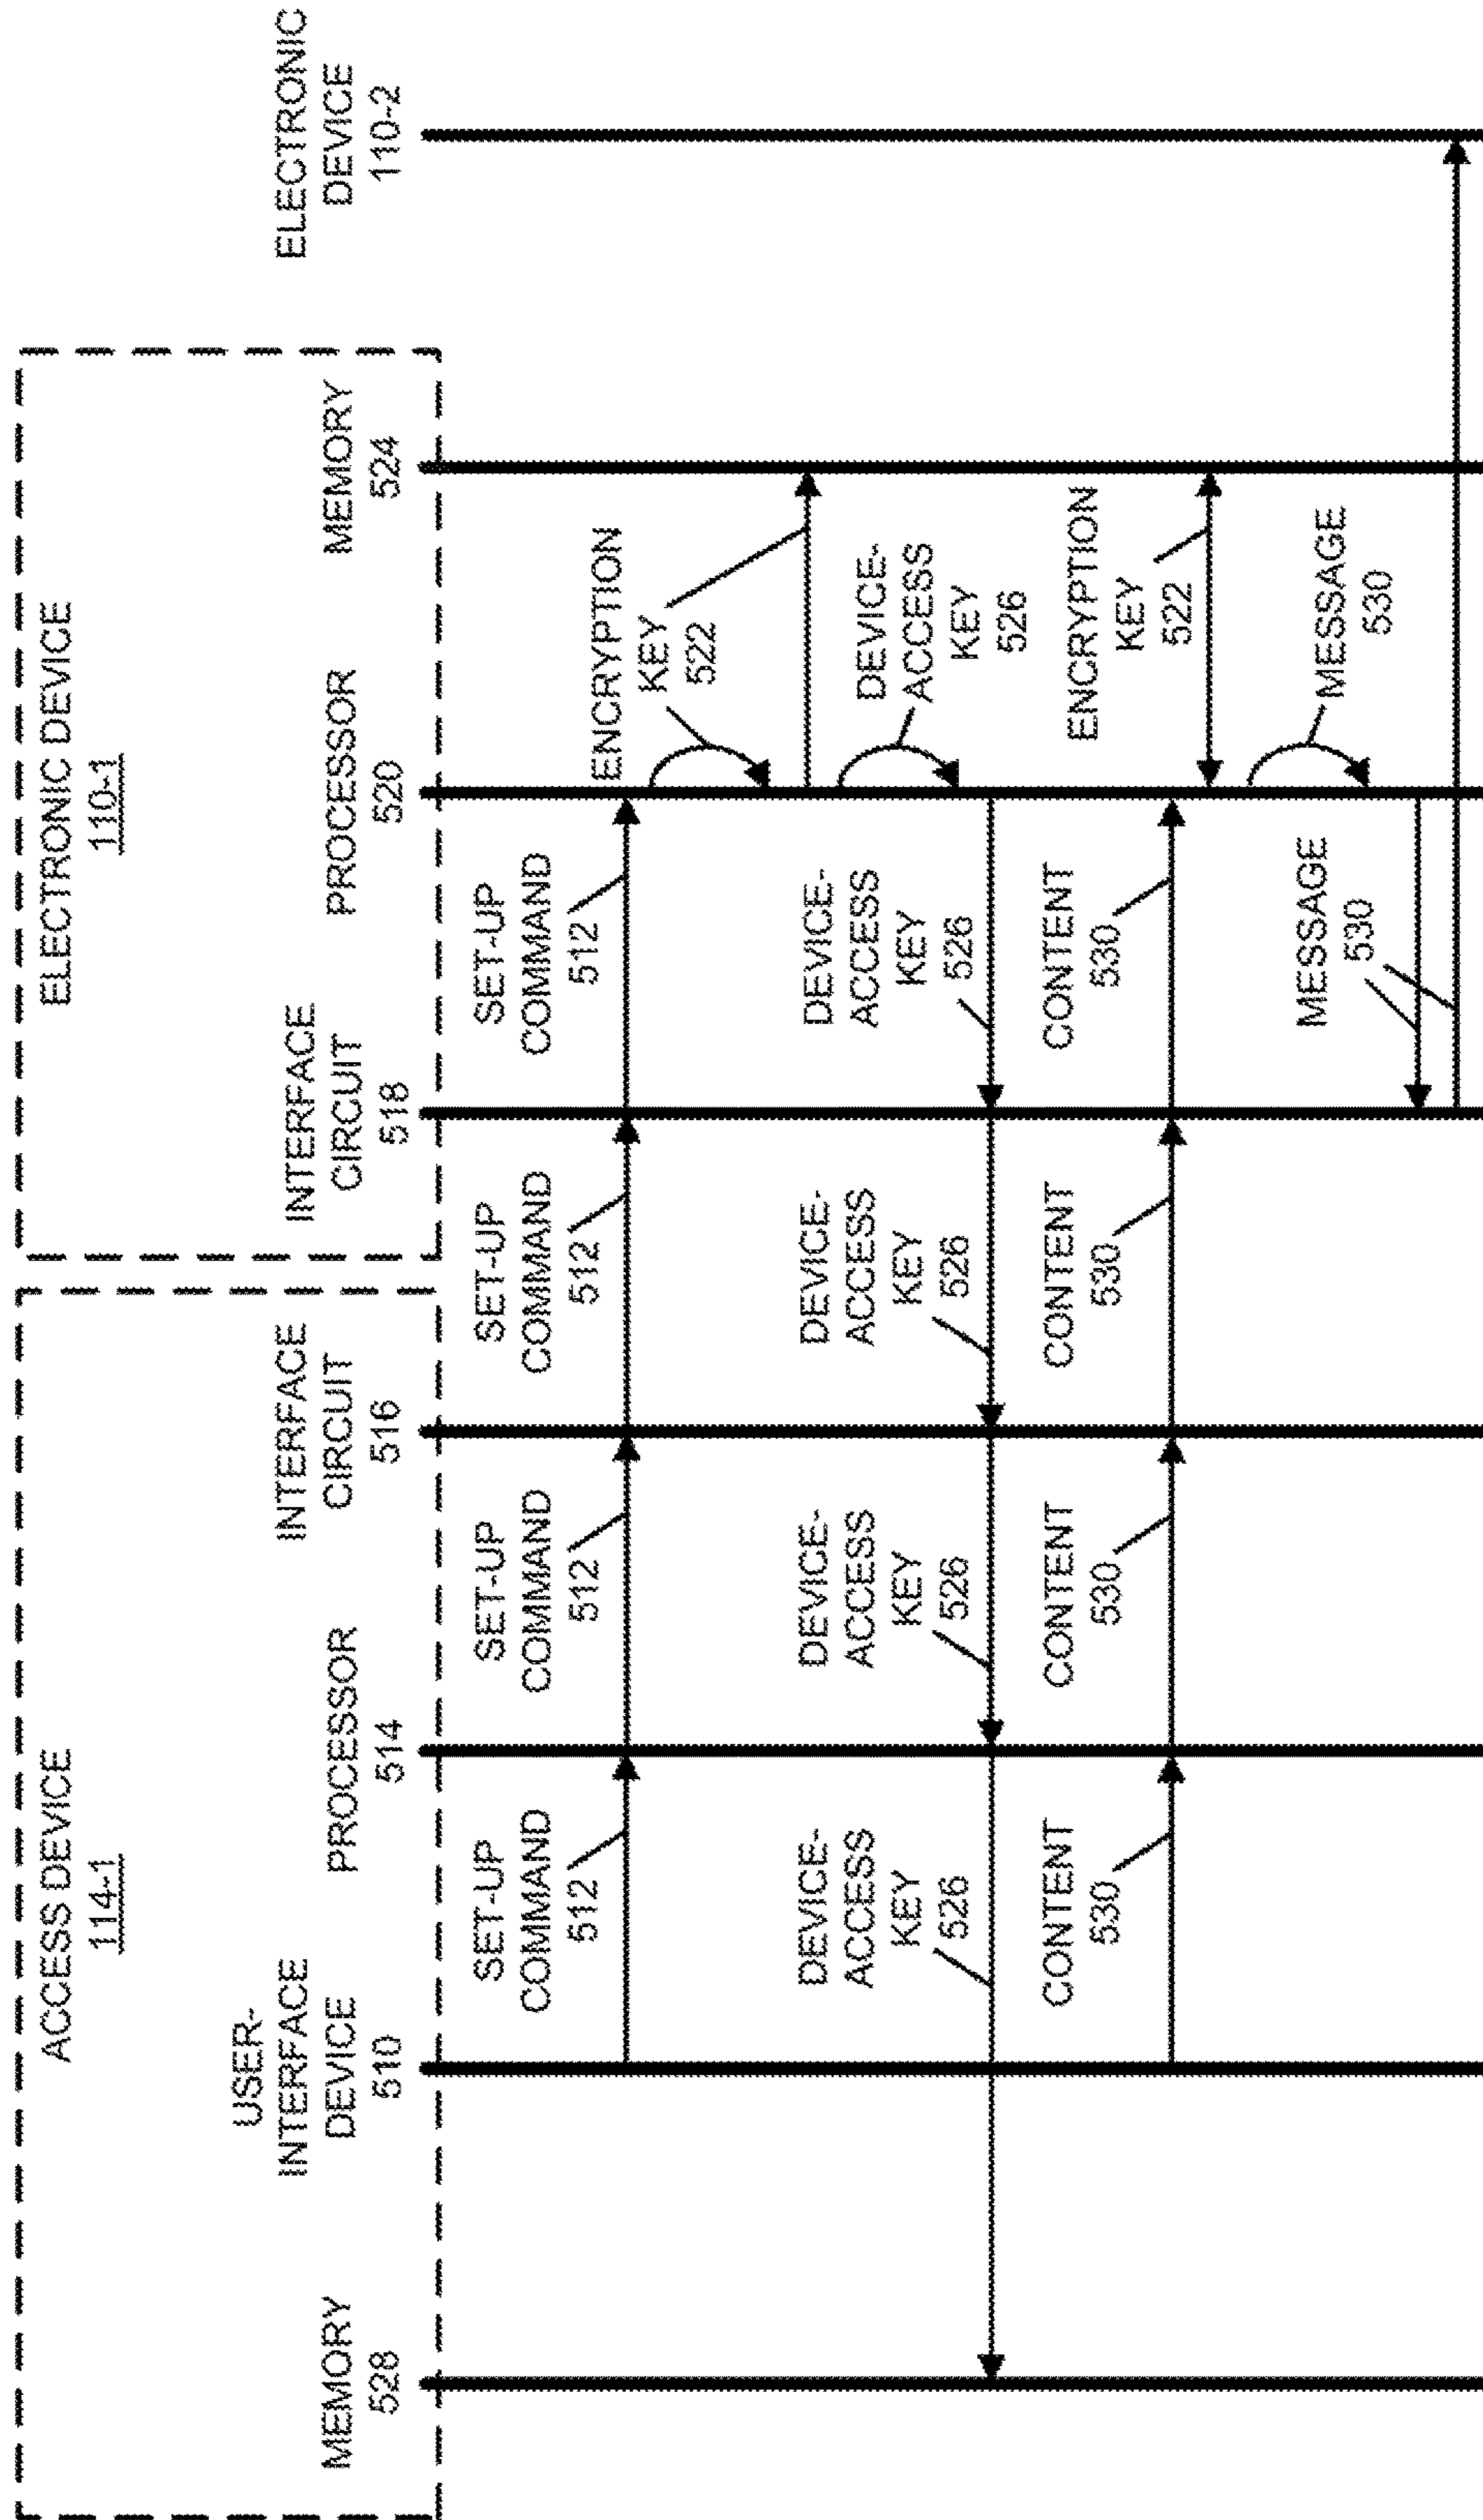 ACCESS DEVICE
114-1
ELECTRONIC DEVICE
110-1
MEMORY
528
USER-
INTERFACE
DEVICE
510
PROCESSOR
514
INTERFACE
CIRCUIT
516
INTERFACE
CIRCUIT
518
PROCESSOR
520
MEMORY
524
ELECTRONIC
DEVICE
110-2
SET-UP
COMMAND
512
SET-UP
COMMAND
512
SET-UP
COMMAND
512
SET-UP
COMMAND
512
ENCRYPTION
KEY
522
DEVICE-
ACCESS
KEY
526
DEVICE-
ACCESS
KEY
526
DEVICE-
ACCESS
KEY
526
DEVICE-
ACCESS
KEY
526
DEVICE-
ACCESS
KEY
526
CONTENT
530
CONTENT
530
CONTENT
530
CONTENT
530
ENCRYPTION
KEY
522
MESSAGE
530
MESSAGE
530